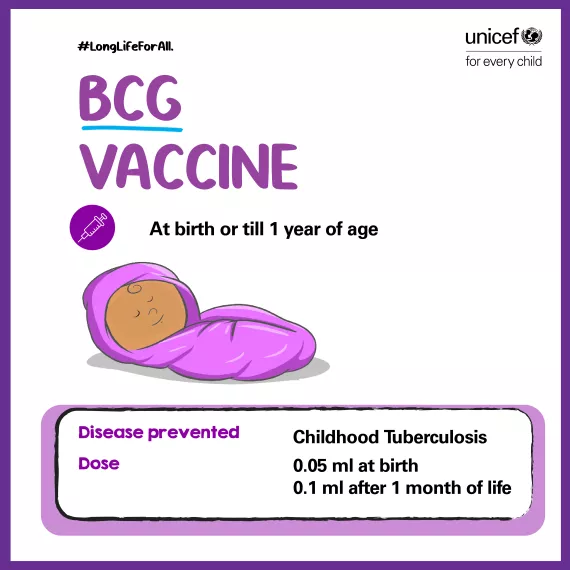 #LongLifeForAll.
unicef
for every child
BCG
VACCINE
At birth or till 1 year of age
Disease prevented Childhood Tuberculosis
Dose 0.05 ml at birth
0.1 ml after 1 month of life